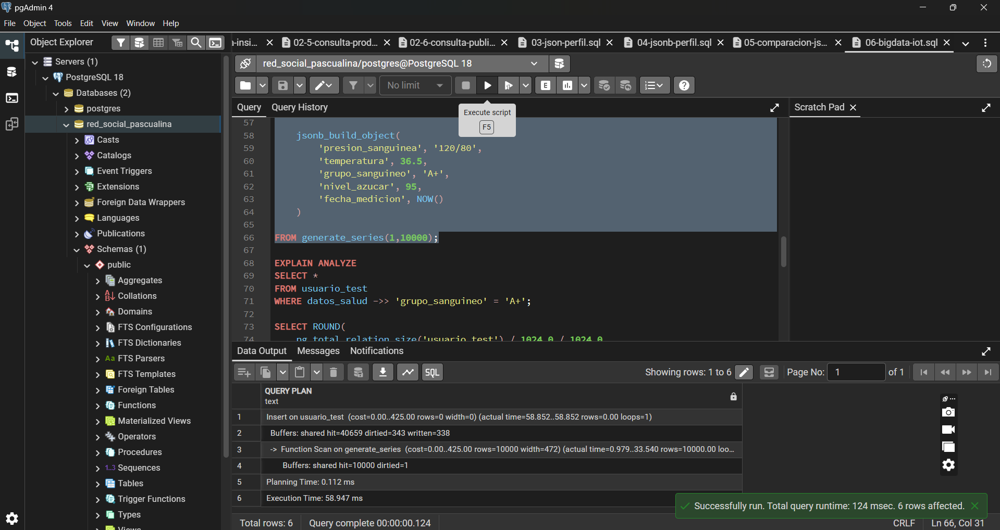 pgAdmin 4
File Object Tools Edit View Window Help
Object Explorer
-insi...
02-5-consulta-prod...
02-6-consulta-publi...
03-json-perfil.sql
04-jsonb-perfil.sql
05-comparacion-js...
06-bigdata-iot.sql
Servers (1)
PostgreSQL 18
Databases (2)
postgres
red_social_pascualina
Casts
Catalogs
Event Triggers
Extensions
Foreign Data Wrappers
Languages
Publications
Schemas (1)
public
Aggregates
Collations
Domains
FTS Configurations
FTS Dictionaries
Aa FTS Parsers
FTS Templates
Foreign Tables
Functions
Materialized Views
Operators
Procedures
1..3 Sequences
Tables
Trigger Functions
Types
Views
red_social_pascualina/postgres@PostgreSQL 18
No limit
E
Query Query History
Execute script
F5
Scratch Pad
57
58 jsonb_build_object(
59 'presion_sanguinea', '120/80',
60 'temperatura', 36.5,
61 'grupo_sanguineo', 'A+',
62 'nivel_azucar', 95,
63 'fecha_medicion', NOW()
64 )
65
66 FROM generate_series(1,10000);
67
68 EXPLAIN ANALYZE
69 SELECT *
70 FROM usuario_test
71 WHERE datos_salud ->> 'grupo_sanguineo' = 'A+';
72
73 SELECT ROUND(
74 pg_total_relation_size('usuario_test') / 1024.0 / 1024.0
Data Output Messages Notifications
SQL
Showing rows: 1 to 6
Page No: 1 of 1
QUERY PLAN
text
1 Insert on usuario_test (cost=0.00..425.00 rows=0 width=0) (actual time=58.852..58.852 rows=0.00 loops=1)
2 Buffers: shared hit=40659 dirtied=343 written=338
3 -> Function Scan on generate_series (cost=0.00..425.00 rows=10000 width=472) (actual time=0.979..33.540 rows=10000.00 loo...
4 Buffers: shared hit=10000 dirtied=1
5 Planning Time: 0.112 ms
6 Execution Time: 58.947 ms
Successfully run. Total query runtime: 124 msec. 6 rows affected.
Total rows: 6
Query complete 00:00:00.124
CRLF
Ln 66, Col 31